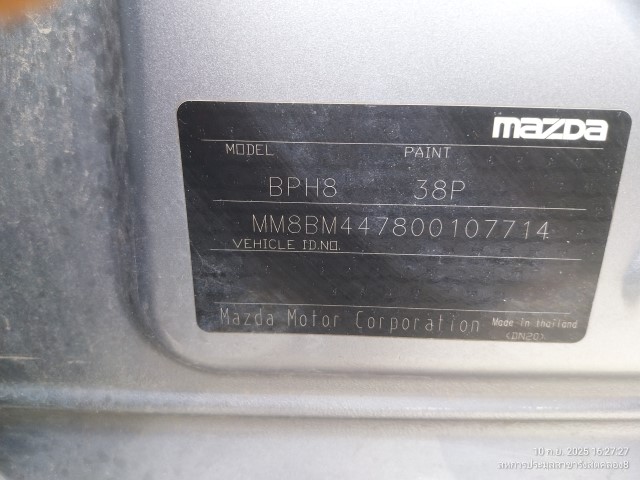 mazda
MODEL PAINT
BPH8 38P
MM8BM447800107714
VEHICLE ID.NO.
Mazda Motor Corporation Made in thailand
<DN20>
10 ก.ย. 2025 16:27:27